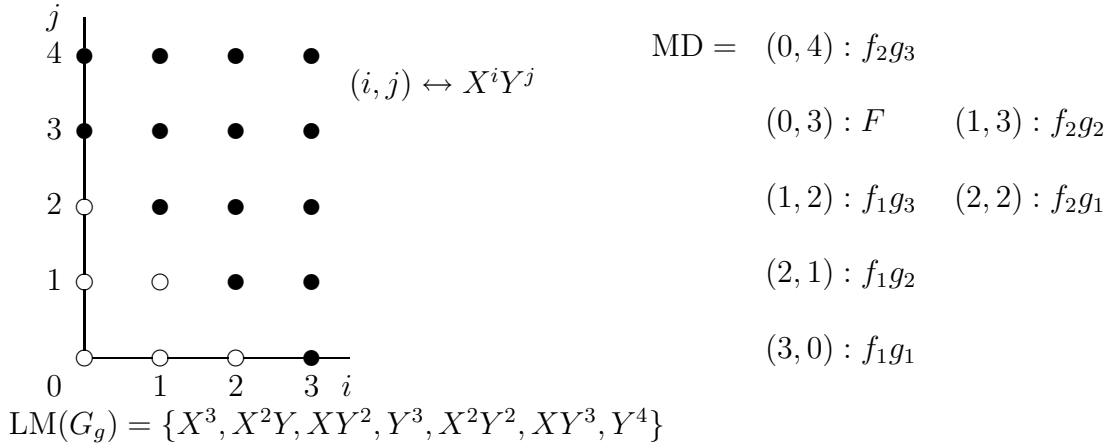 j
4
3
2
1
0 1 2 3 i
(i, j) ↔ X^iY^j
MD = (0, 4) : f_2g_3
(0, 3) : F (1, 3) : f_2g_2
(1, 2) : f_1g_3 (2, 2) : f_2g_1
(2, 1) : f_1g_2
(3, 0) : f_1g_1
LM(G_g) = {X^3, X^2Y, XY^2, Y^3, X^2Y^2, XY^3, Y^4}